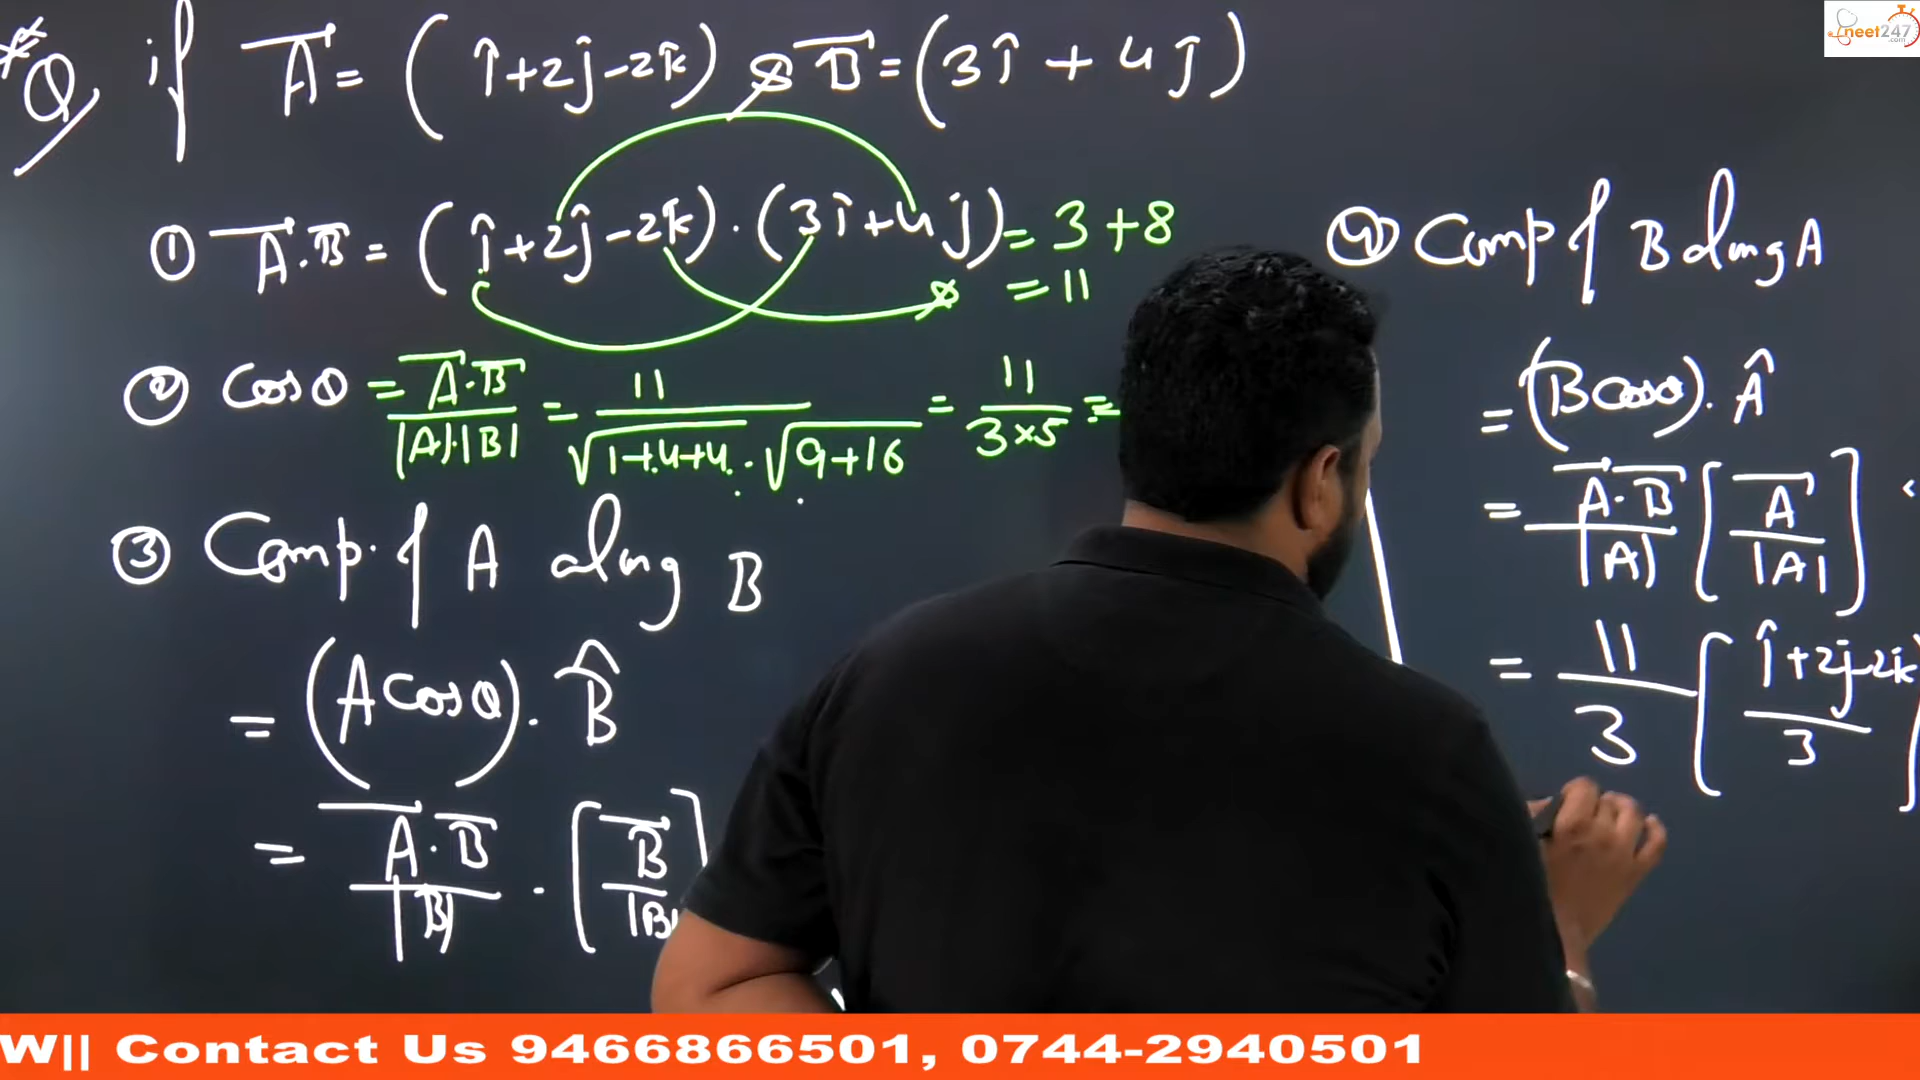 Q if A = (î+2ĵ-2k̂) & B = (3î + 4ĵ)
① A.B = (î+2ĵ-2k̂).(3î+4ĵ) = 3+8
= 11
② Cosθ = A.B / |A|.|B| = 11 / √1+4+4 . √9+16 = 11 / 3×5 =
③ Comp. of A along B
= (A Cosθ). B̂
= A.B / |B| . [B / |B|
④ Comp of B along A
= (B Cosθ). Â
= A.B / |A| [A / |A|]
= 11 / 3 [î+2ĵ-2k̂ / 3]
neet247
.com
W|| Contact Us 9466866501, 0744-2940501